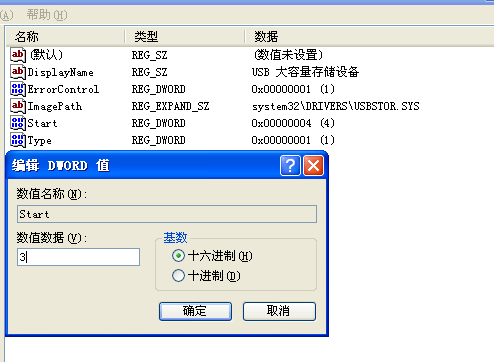 (A) 帮助(H)
名称 类型 数据
(默认) REG_SZ (数值未设置)
DisplayName REG_SZ USB 大容量存储设备
ErrorControl REG_DWORD 0x00000001 (1)
ImagePath REG_EXPAND_SZ system32\DRIVERS\USBSTOR.SYS
Start REG_DWORD 0x00000004 (4)
Type REG_DWORD 0x00000001 (1)
编辑 DWORD 值
数值名称(N):
Start
数值数据(V):
3
基数
十六进制(H)
十进制(D)
确定 取消